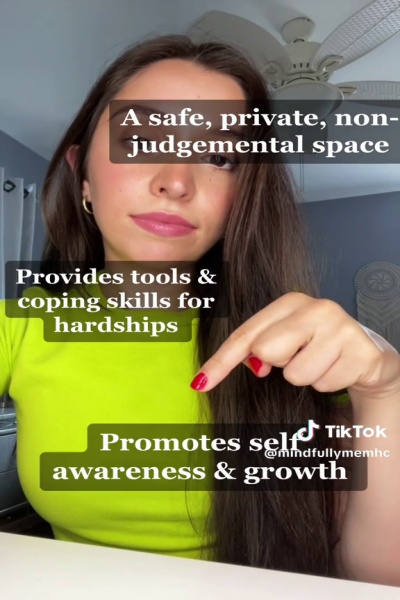 A safe, private, non-
judgemental space
Provides tools &
coping skills for
hardships
Promotes self
awareness & growth
TikTok
@mindfullymemhc